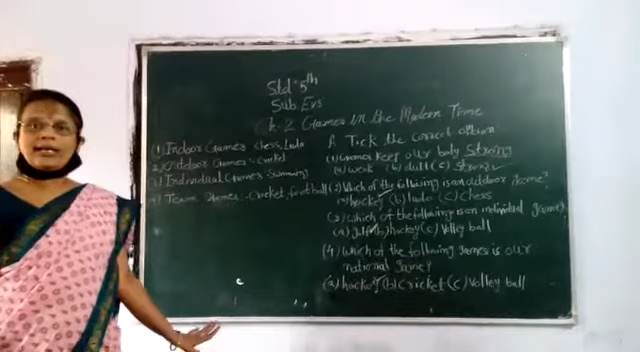 Std 5th
Sub Evs
Ch-2 Games in the Modern Time
(1) Indoor Games chess, Ludo
(2) Outdoor Games:- Cricket
(3) Individual Games:- Swimming
(4) Team Games:- Cricket, football
A Tick the correct option
(1) Games keep our body Strong
(a) work (b) dull (c) Strong
(2) Which of the following is an outdoor game?
(a) hockey (b) ludo (c) chess
(3) which of the following is an individual game?
(a) golf (b) hockey (c) Volley ball
(4) which of the following games is our
national game?
(a) hockey (b) cricket (c) Volley ball